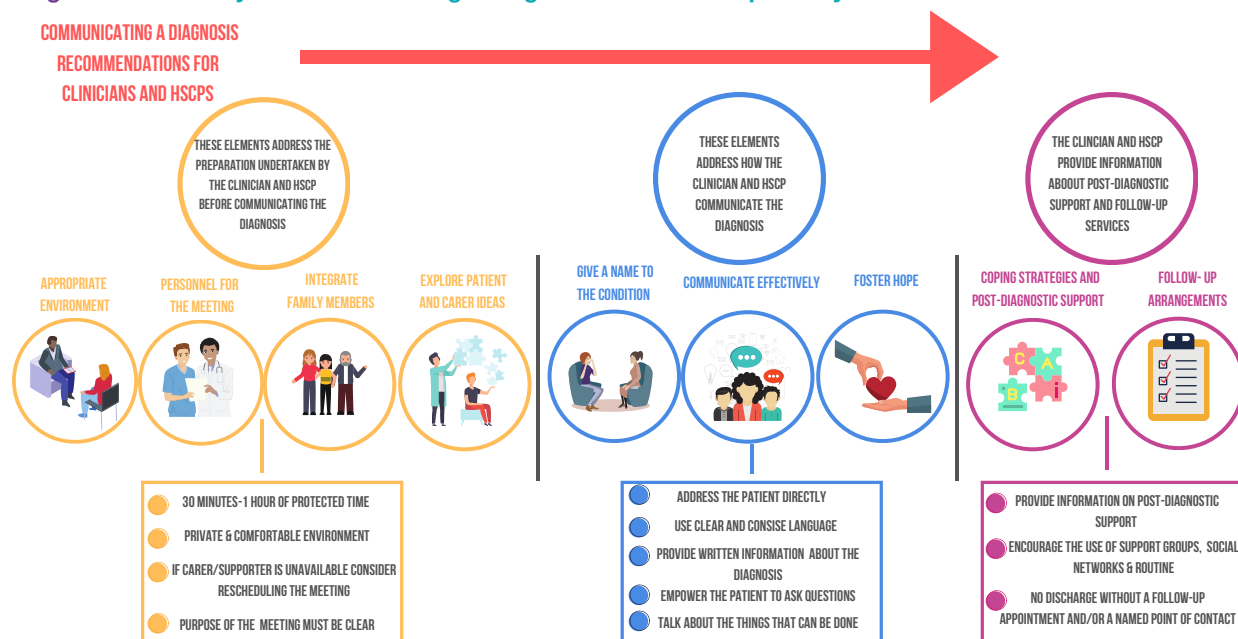 COMMUNICATING A DIAGNOSIS
RECOMMENDATIONS FOR
CLINICIANS AND HSCPS
THESE ELEMENTS ADDRESS THE
PREPARATION UNDERTAKEN BY
THE CLINICIAN AND HSCP
BEFORE COMMUNICATING THE
DIAGNOSIS
THESE ELEMENTS
ADDRESS HOW THE
CLINICIAN AND HSCP
COMMUNICATE THE
DIAGNOSIS
THE CLINCIAN AND HSCP
PROVIDE INFORMATION
ABOOUT POST-DIAGNOSTIC
SUPPORT AND FOLLOW-UP
SERVICES
APPROPRIATE
ENVIRONMENT
PERSONNEL FOR
THE MEETING
INTEGRATE
FAMILY MEMBERS
EXPLORE PATIENT
AND CARER IDEAS
GIVE A NAME TO
THE CONDITION
COMMUNICATE EFFECTIVELY
FOSTER HOPE
COPING STRATEGIES AND
POST-DIAGNOSTIC SUPPORT
FOLLOW- UP
ARRANGEMENTS
C
A
B
i
30 MINUTES-1 HOUR OF PROTECTED TIME
PRIVATE & COMFORTABLE ENVIRONMENT
IF CARER/SUPPORTER IS UNAVAILABLE CONSIDER
RESCHEDULING THE MEETING
PURPOSE OF THE MEETING MUST BE CLEAR
ADDRESS THE PATIENT DIRECTLY
USE CLEAR AND CONSISE LANGUAGE
PROVIDE WRITTEN INFORMATION ABOUT THE
DIAGNOSIS
EMPOWER THE PATIENT TO ASK QUESTIONS
TALK ABOUT THE THINGS THAT CAN BE DONE
PROVIDE INFORMATION ON POST-DIAGNOSTIC
SUPPORT
ENCOURAGE THE USE OF SUPPORT GROUPS, SOCIAL
NETWORKS & ROUTINE
NO DISCHARGE WITHOUT A FOLLOW-UP
APPOINTMENT AND/OR A NAMED POINT OF CONTACT